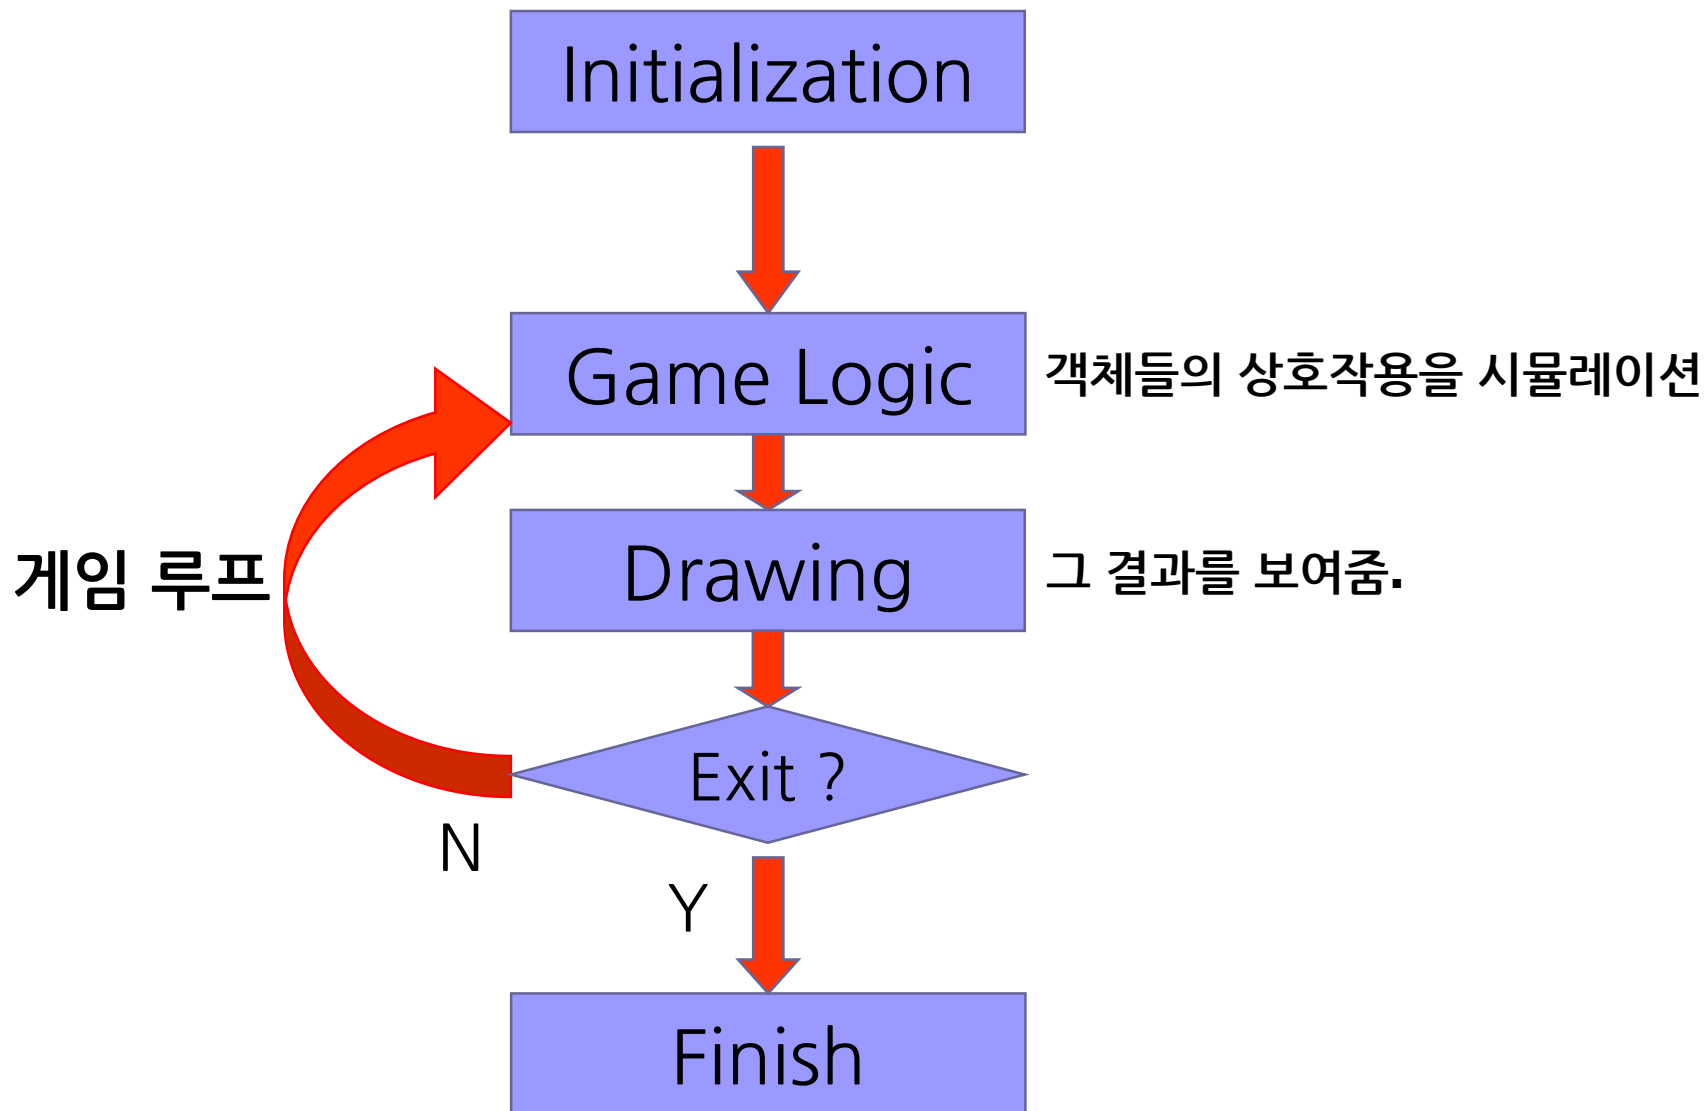 Initialization
Game Logic
객체들의 상호작용을 시뮬레이션
게임 루프
Drawing
그 결과를 보여줌.
Exit ?
N
Y
Finish